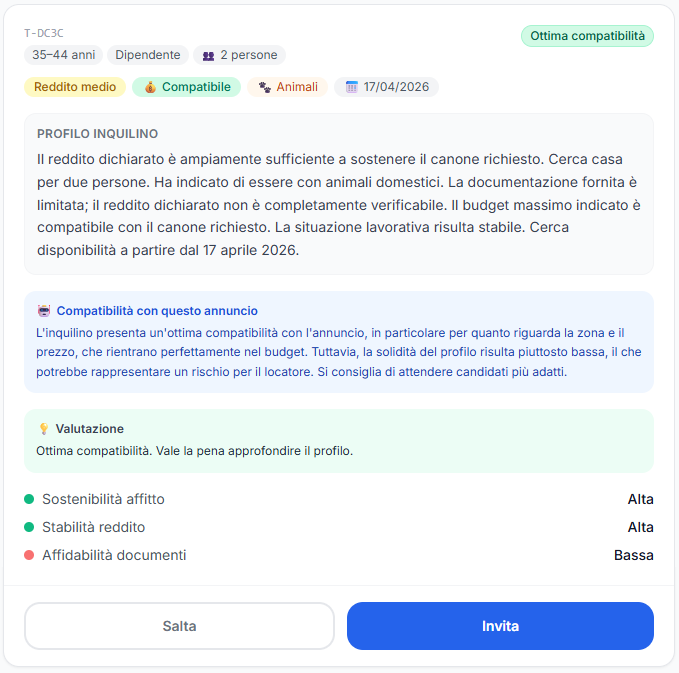 T-DC3C
Ottima compatibilità
35–44 anni Dipendente 2 persone
Reddito medio Compatibile Animali 17/04/2026
PROFILO INQUILINO
Il reddito dichiarato è ampiamente sufficiente a sostenere il canone richiesto. Cerca casa
per due persone. Ha indicato di essere con animali domestici. La documentazione fornita è
limitata; il reddito dichiarato non è completamente verificabile. Il budget massimo indicato è
compatibile con il canone richiesto. La situazione lavorativa risulta stabile. Cerca
disponibilità a partire dal 17 aprile 2026.
Compatibilità con questo annuncio
L'inquilino presenta un'ottima compatibilità con l'annuncio, in particolare per quanto riguarda la zona e il
prezzo, che rientrano perfettamente nel budget. Tuttavia, la solidità del profilo risulta piuttosto bassa, il che
potrebbe rappresentare un rischio per il locatore. Si consiglia di attendere candidati più adatti.
Valutazione
Ottima compatibilità. Vale la pena approfondire il profilo.
Sostenibilità affitto Alta
Stabilità reddito Alta
Affidabilità documenti Bassa
Salta Invita